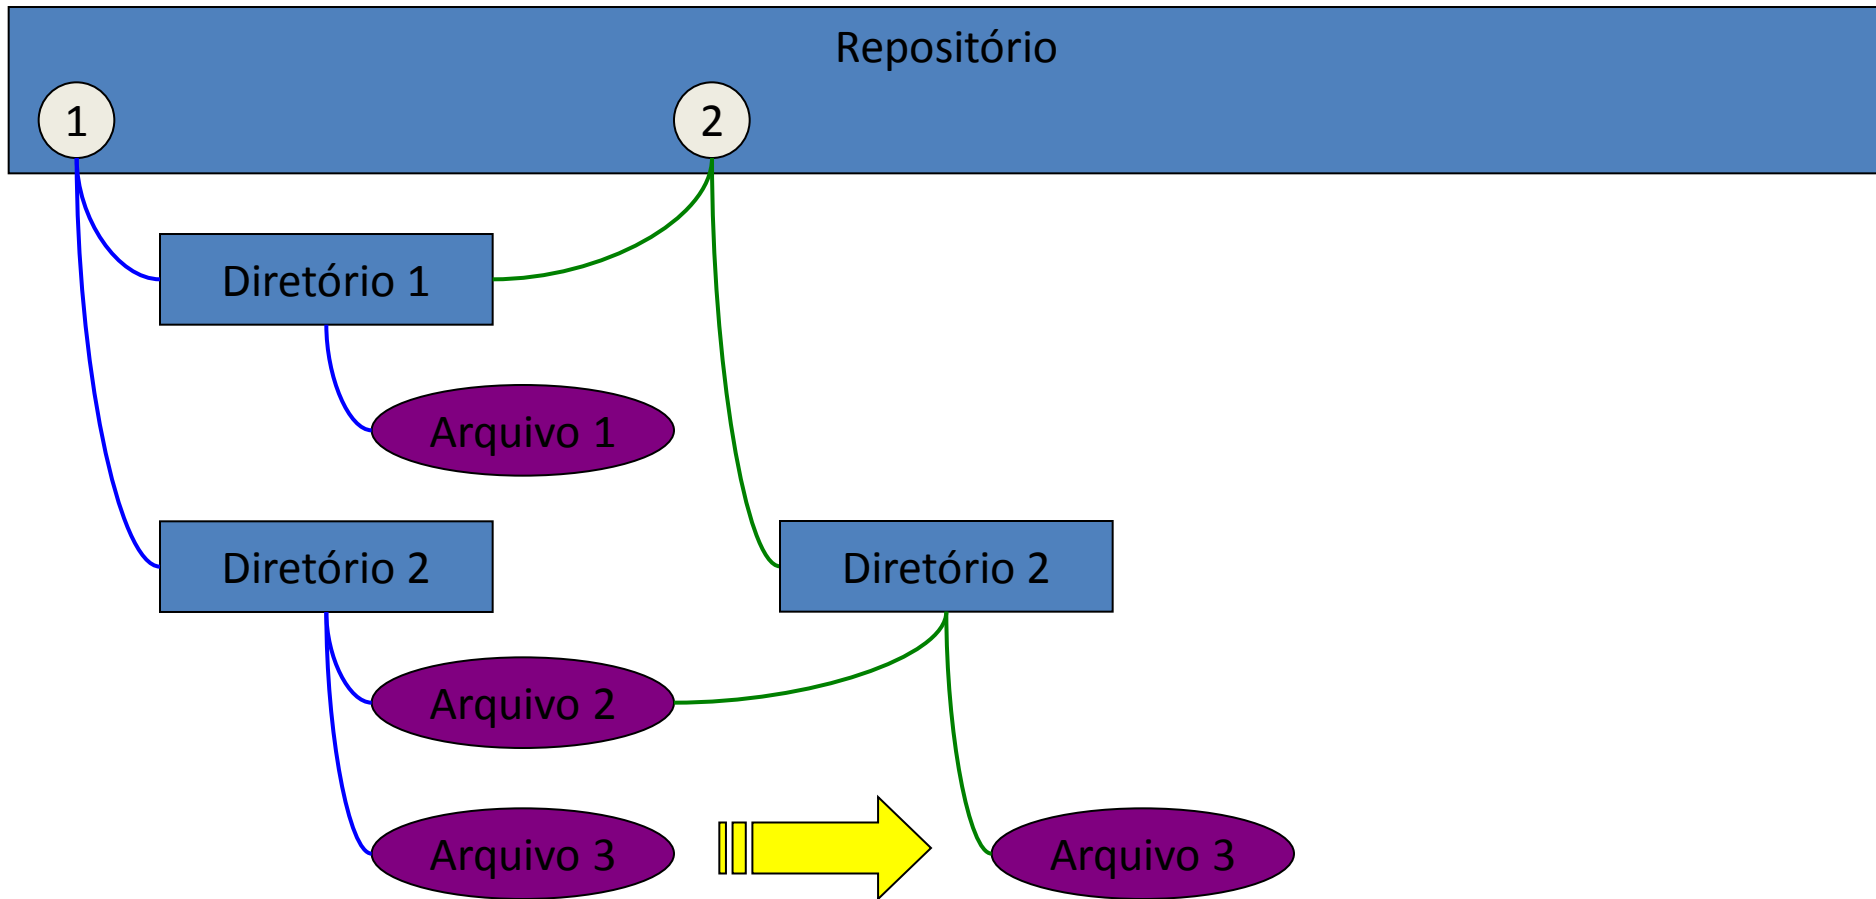 Repositório
1
2
Diretório 1
Arquivo 1
Diretório 2
Diretório 2
Arquivo 2
Arquivo 3
Arquivo 3